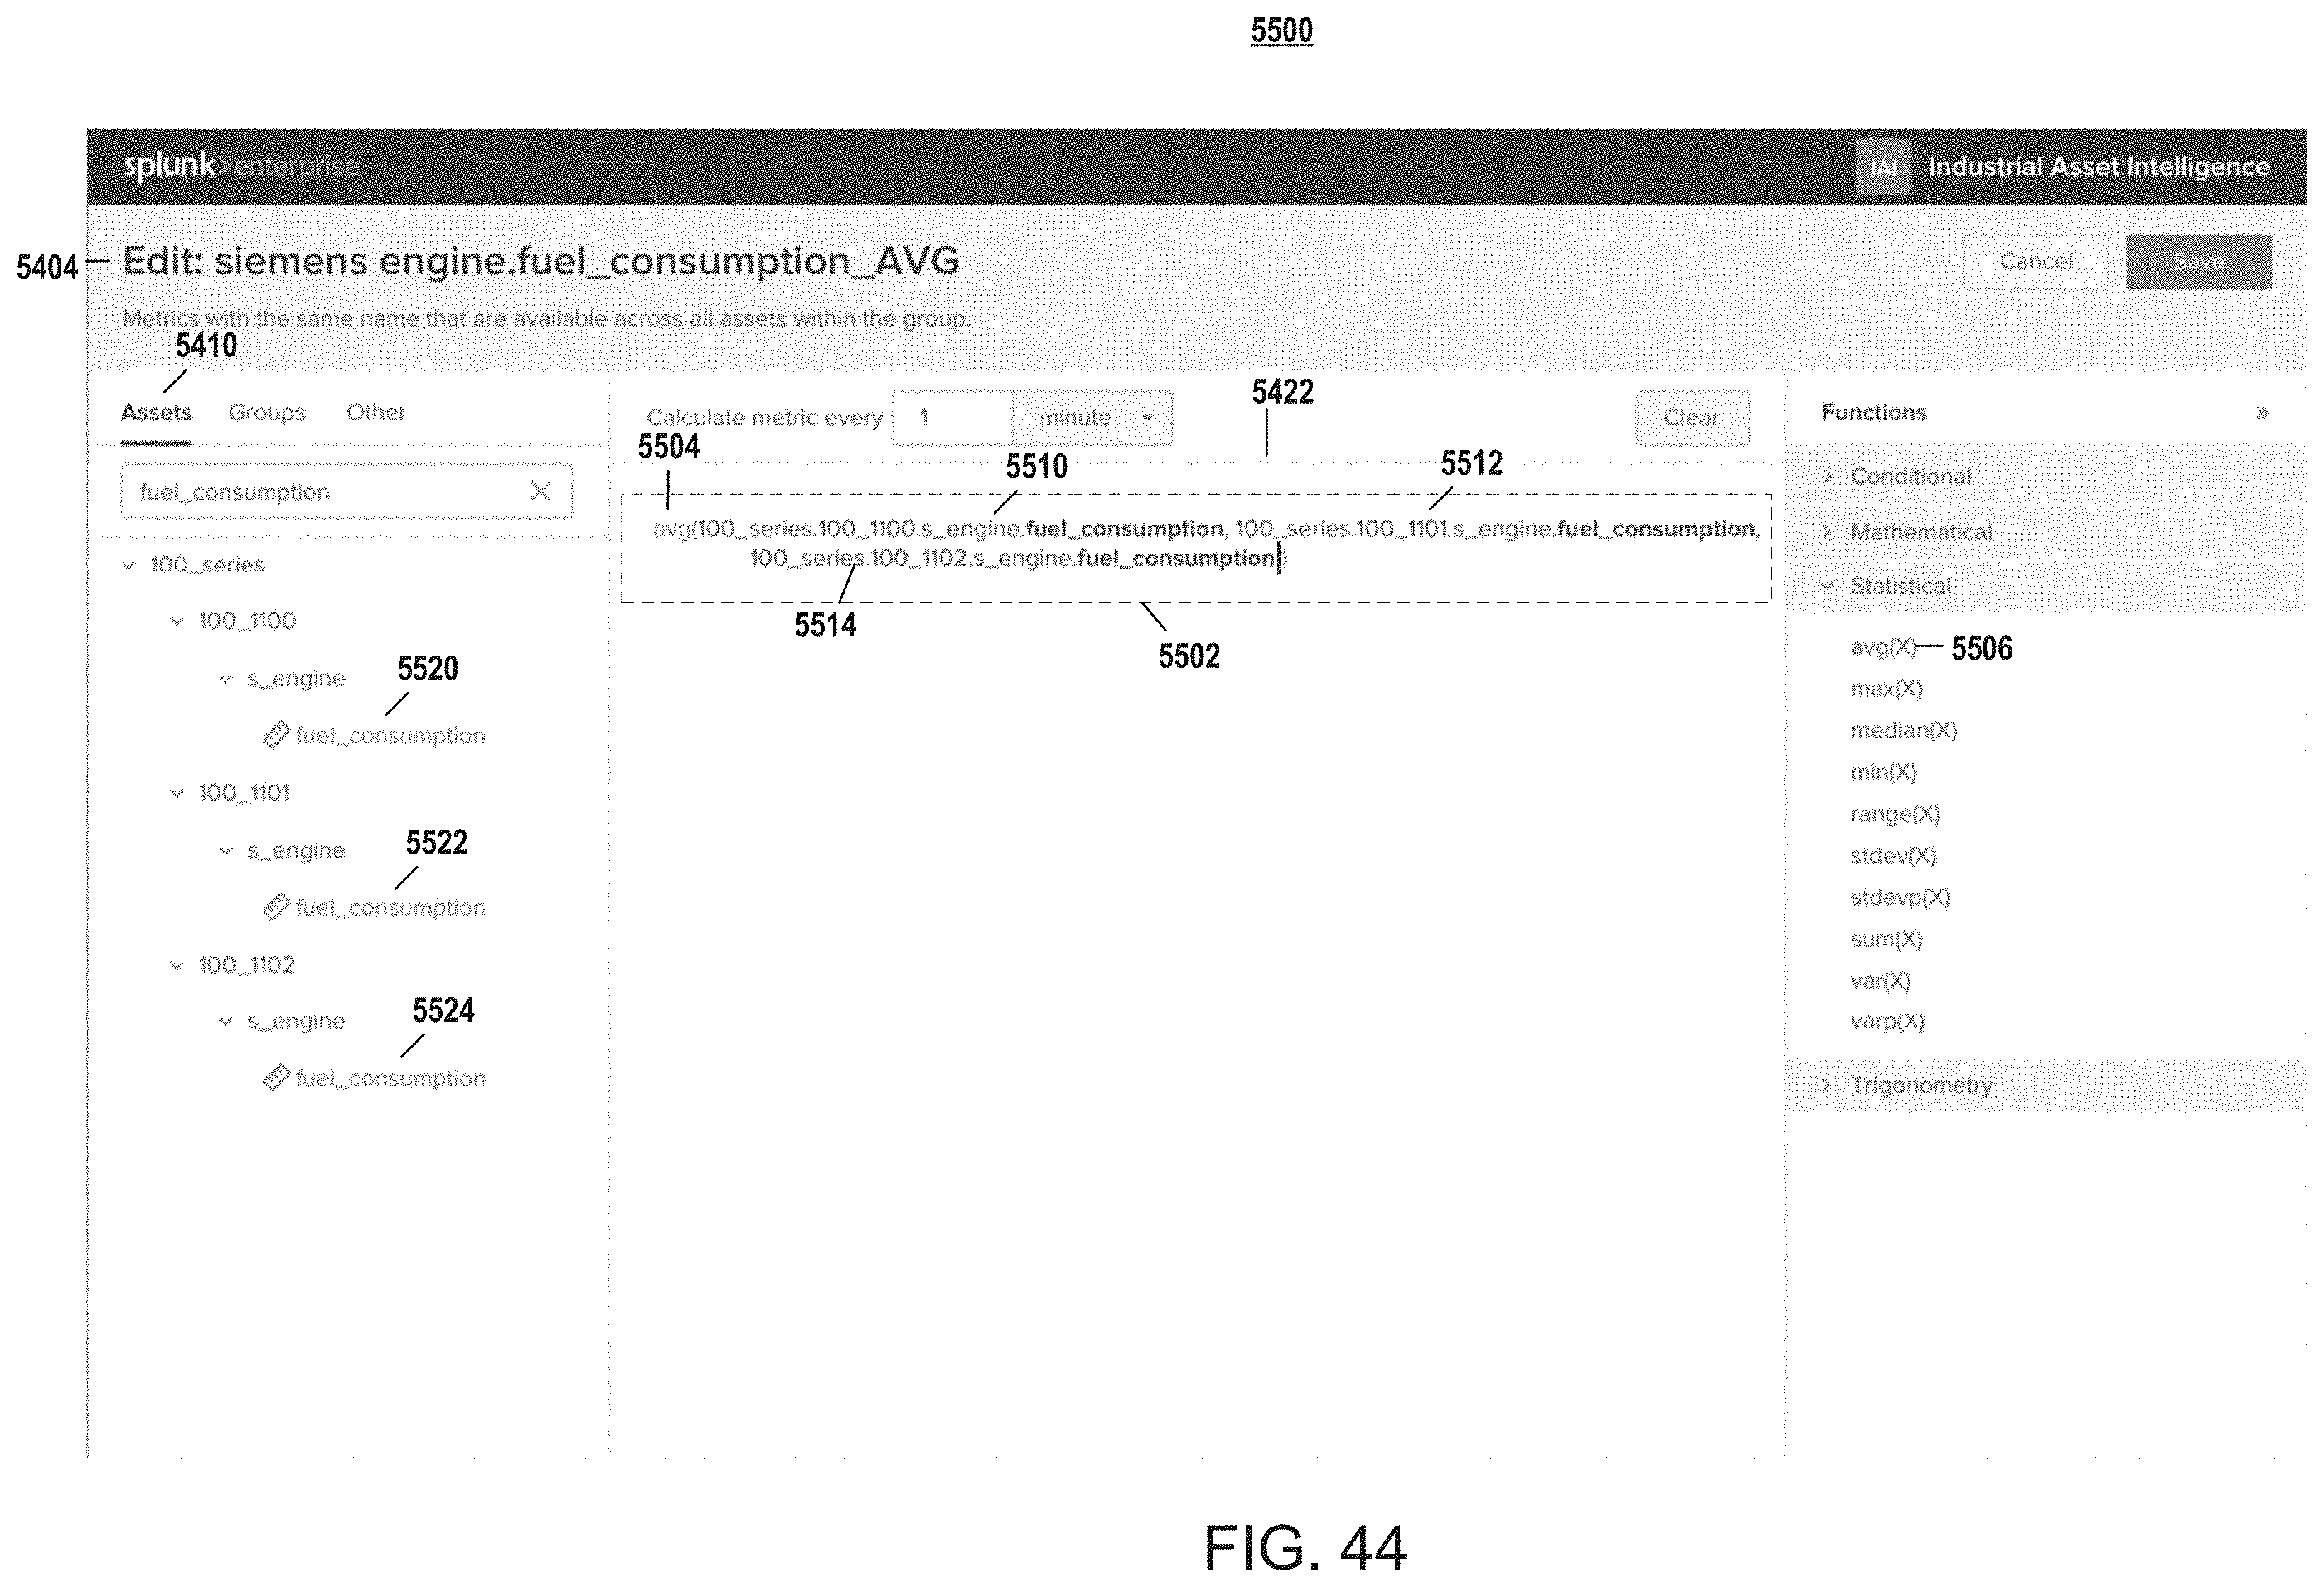 5500
splunk>enterprise
IAI Industrial Asset Intelligence
5404
Edit: siemens engine.fuel_consumption_AVG
Cancel
Save
Metrics with the same name that are available across all assets within the group.
5410
Assets Groups Other
fuel_consumption
100_series
100_1100
s_engine
5520
fuel_consumption
100_1101
s_engine
5522
fuel_consumption
100_1102
s_engine
5524
fuel_consumption
Calculate metric every 1 minute
5422
Clear
5504
5510
5512
avg(100_series.100_1100.s_engine.fuel_consumption, 100_series.100_1101.s_engine.fuel_consumption,
100_series.100_1102.s_engine.fuel_consumption)
5514
5502
Functions »
Conditional
Mathematical
Statistical
avg(X) 5506
max(X)
median(X)
min(X)
range(X)
stdev(X)
stdevp(X)
sum(X)
var(X)
varp(X)
Trigonometry
FIG. 44